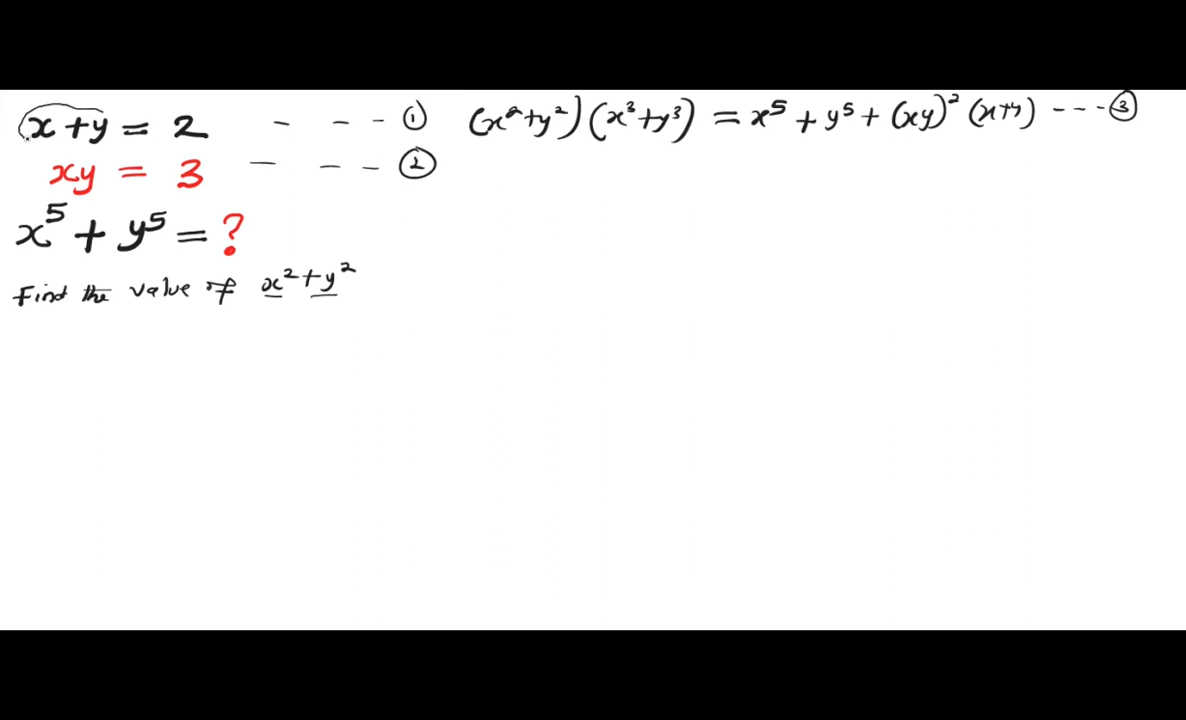 x + y = 2 - - - ①
xy = 3 - - - ②
x⁵ + y⁵ = ?
Find the value of x² + y²
(x² + y²)(x³ + y³) = x⁵ + y⁵ + (xy)² (x+y) - - - ③